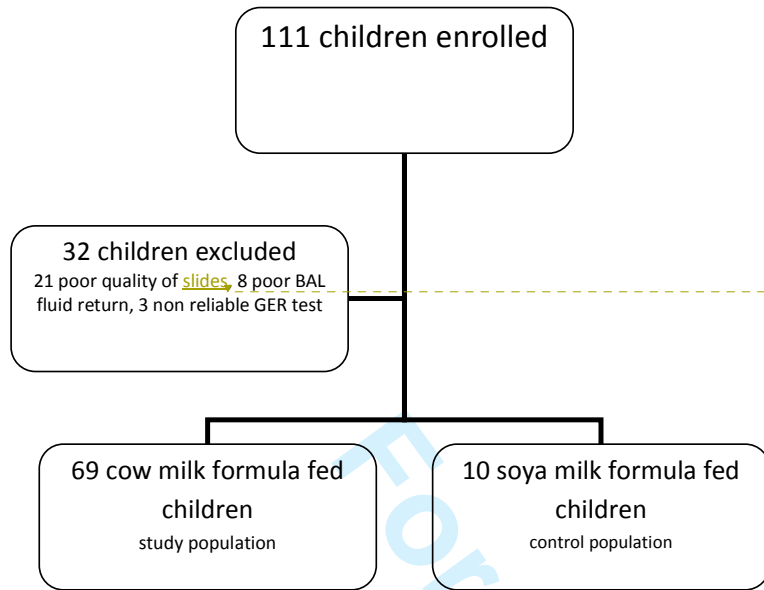 111 children enrolled
32 children excluded
21 poor quality of slides, 8 poor BAL
fluid return, 3 non reliable GER test
69 cow milk formula fed
children
study population
10 soya milk formula fed
children
control population
For